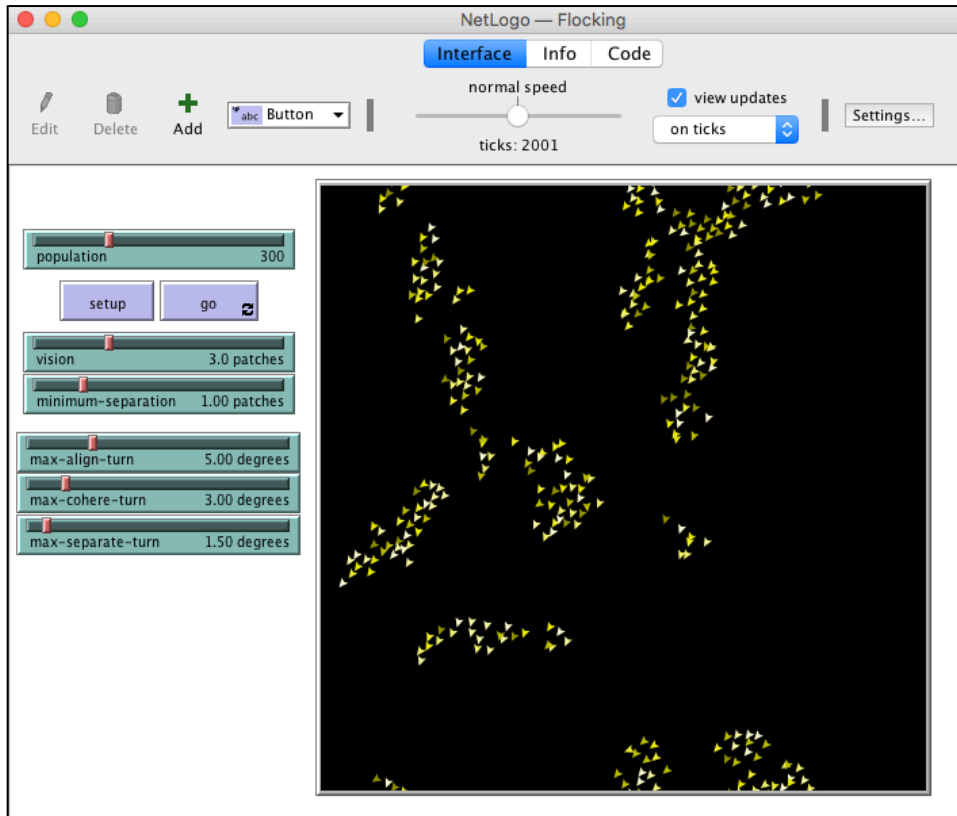 NetLogo — Flocking
Interface Info Code
Edit Delete Add abc Button normal speed ticks: 2001 view updates on ticks Settings...
population 300
setup go
vision 3.0 patches
minimum-separation 1.00 patches
max-align-turn 5.00 degrees
max-cohere-turn 3.00 degrees
max-separate-turn 1.50 degrees